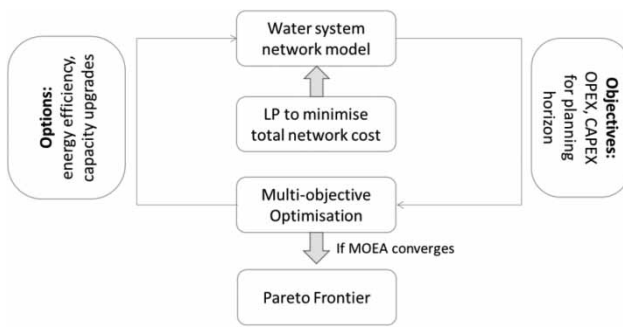 Water system
network model
Options:
energy efficiency,
capacity upgrades
LP to minimise
total network cost
Objectives:
OPEX, CAPEX
for planning
horizon
Multi-objective
Optimisation
If MOEA converges
Pareto Frontier